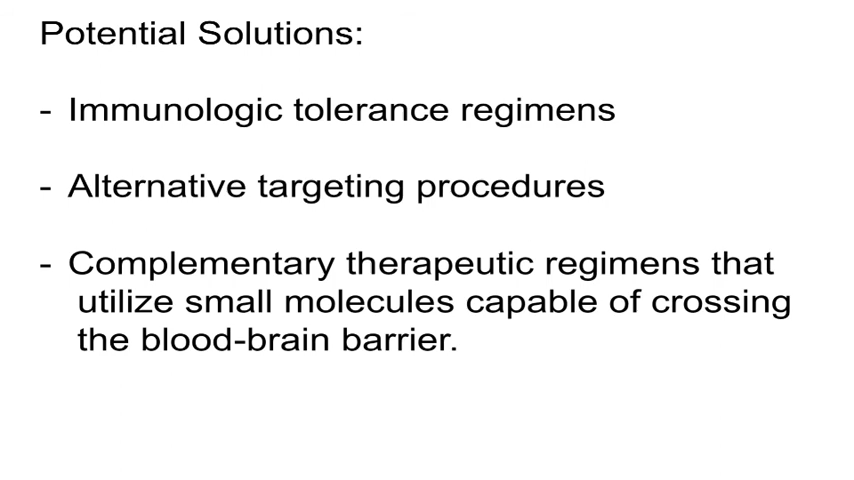 Potential Solutions:
- Immunologic tolerance regimens
- Alternative targeting procedures
- Complementary therapeutic regimens that
utilize small molecules capable of crossing
the blood-brain barrier.